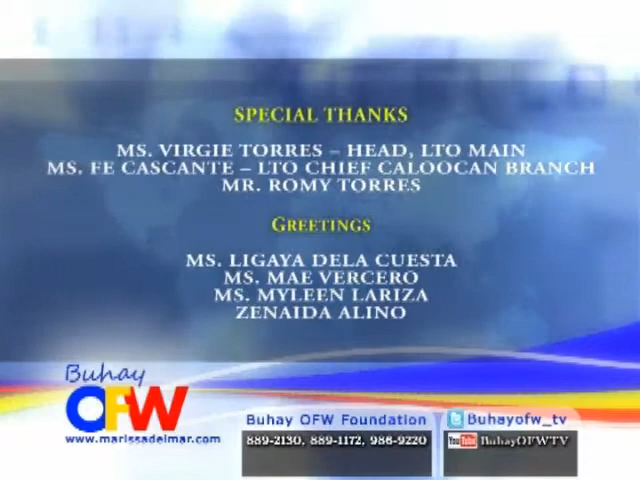 SPECIAL THANKS
MS. VIRGIE TORRES – HEAD, LTO MAIN
MS. FE CASCANTE – LTO CHIEF CALOOCAN BRANCH
MR. ROMY TORRES
GREETINGS
MS. LIGAYA DELA CUESTA
MS. MAE VERCERO
MS. MYLEEN LARIZA
ZENAIDA ALINO
Buhay
OFW
www.marissadelmar.com
Buhay OFW Foundation
889-2130, 889-1172, 986-9220
Buhayofw_tv
YouTube BuhayOFWTV